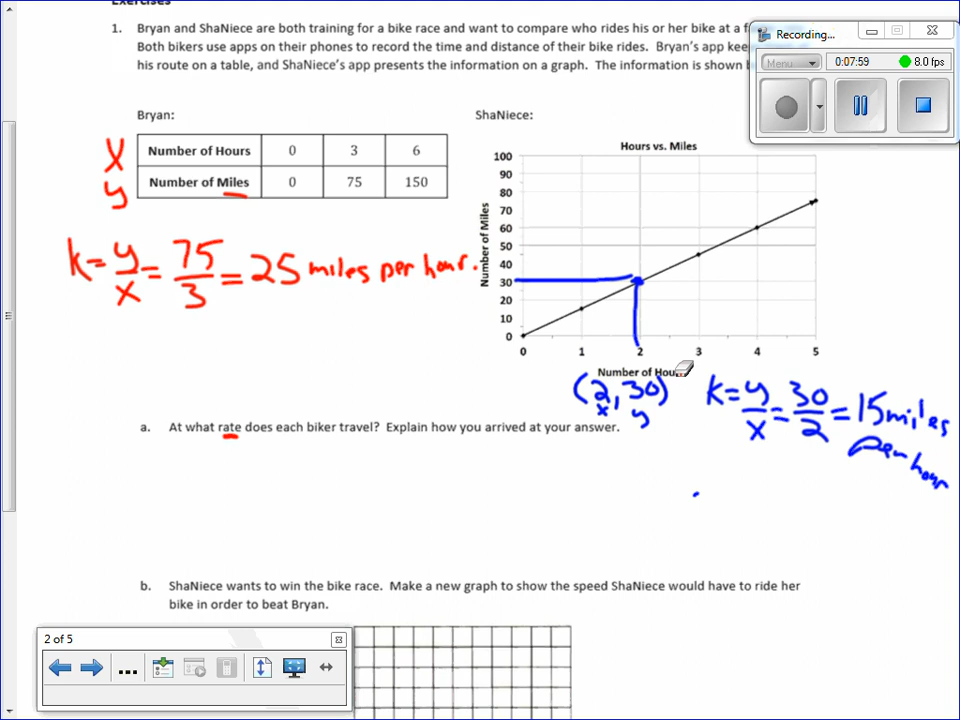 Exercises
1. Bryan and ShaNiece are both training for a bike race and want to compare who rides his or her bike at a f
Both bikers use apps on their phones to record the time and distance of their bike rides. Bryan's app kee
his route on a table, and ShaNiece's app presents the information on a graph. The information is shown b
Recording...
Menu
0:07:59
8.0 fps
Bryan:
X Number of Hours 0 3 6
y Number of Miles 0 75 150
k = y/x = 75/3 = 25 miles per hour.
ShaNiece:
Hours vs. Miles
Number of Miles
100
90
80
70
60
50
40
30
20
10
0
0 1 2 3 4 5
Number of Hou
(2, 30)
x y
k = y/x = 30/2 = 15 miles
per hour
a. At what rate does each biker travel? Explain how you arrived at your answer.
b. ShaNiece wants to win the bike race. Make a new graph to show the speed ShaNiece would have to ride her
bike in order to beat Bryan.
2 of 5